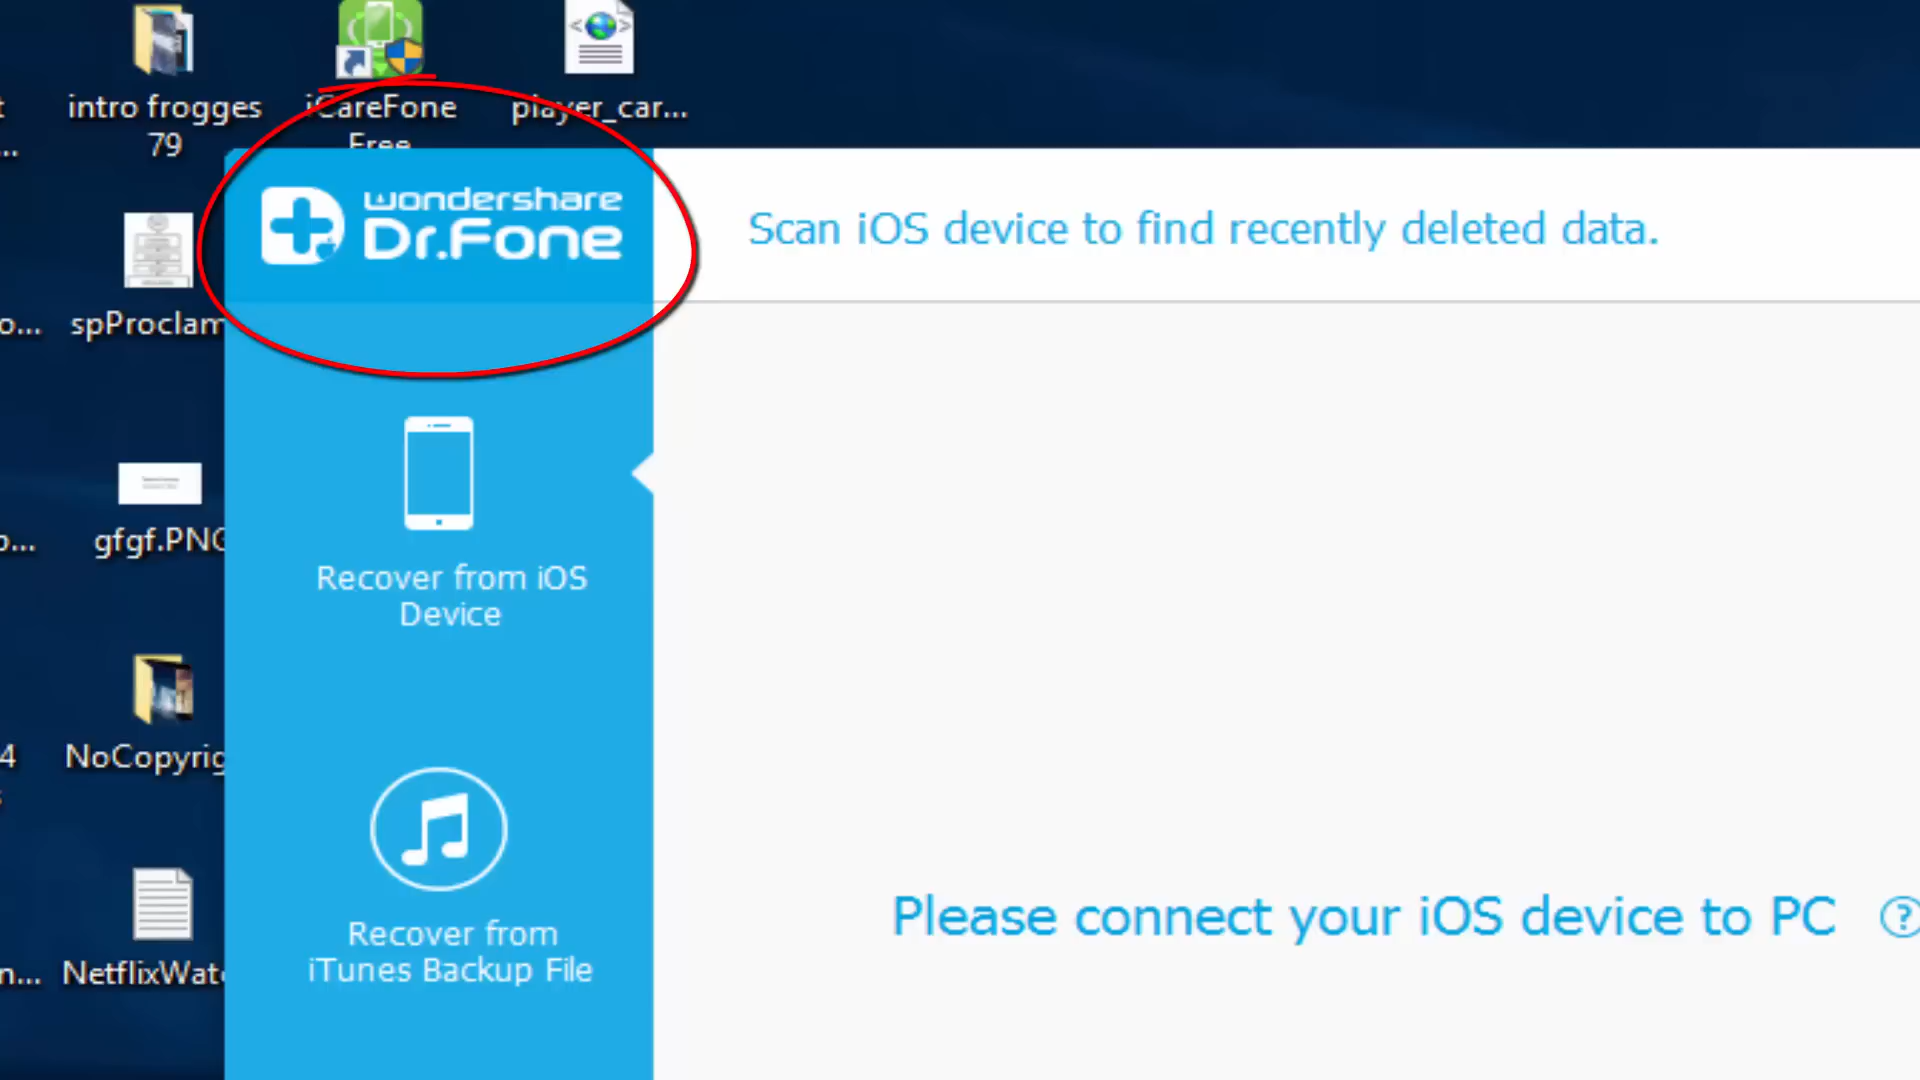 intro frogges
79
iCareFone
Free
player_car...
wondershare
Dr.Fone
Scan iOS device to find recently deleted data.
spProclam
gfgf.PNG
Recover from iOS
Device
NoCopyrig
4
Recover from
iTunes Backup File
Please connect your iOS device to PC
?
NetflixWat
o...
n...